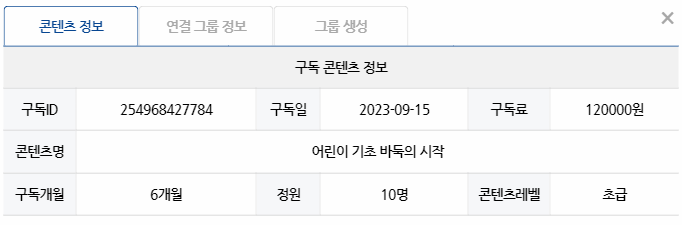 콘텐츠 정보 연결 그룹 정보 그룹 생성 ×
구독 콘텐츠 정보
구독ID 254968427784 구독일 2023-09-15 구독료 120000원
콘텐츠명 어린이 기초 바둑의 시작
구독개월 6개월 정원 10명 콘텐츠레벨 초급